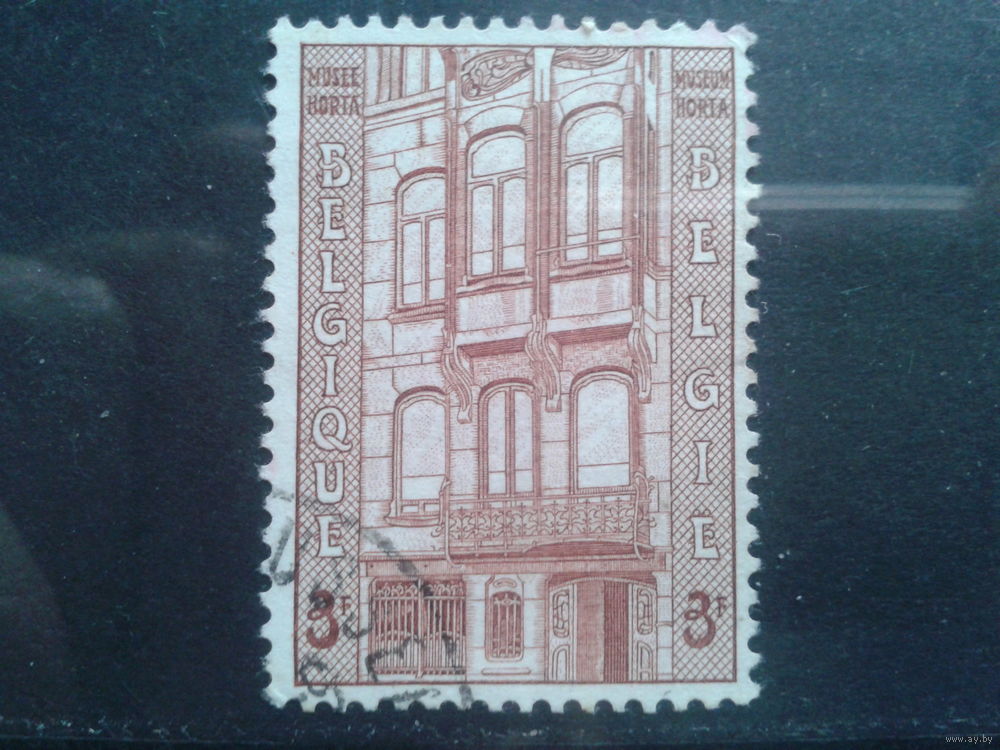 MUSEE
HORTA
BELGIQUE
3F
MUSEUM
HORTA
BELGIE
3F
www.ay.by